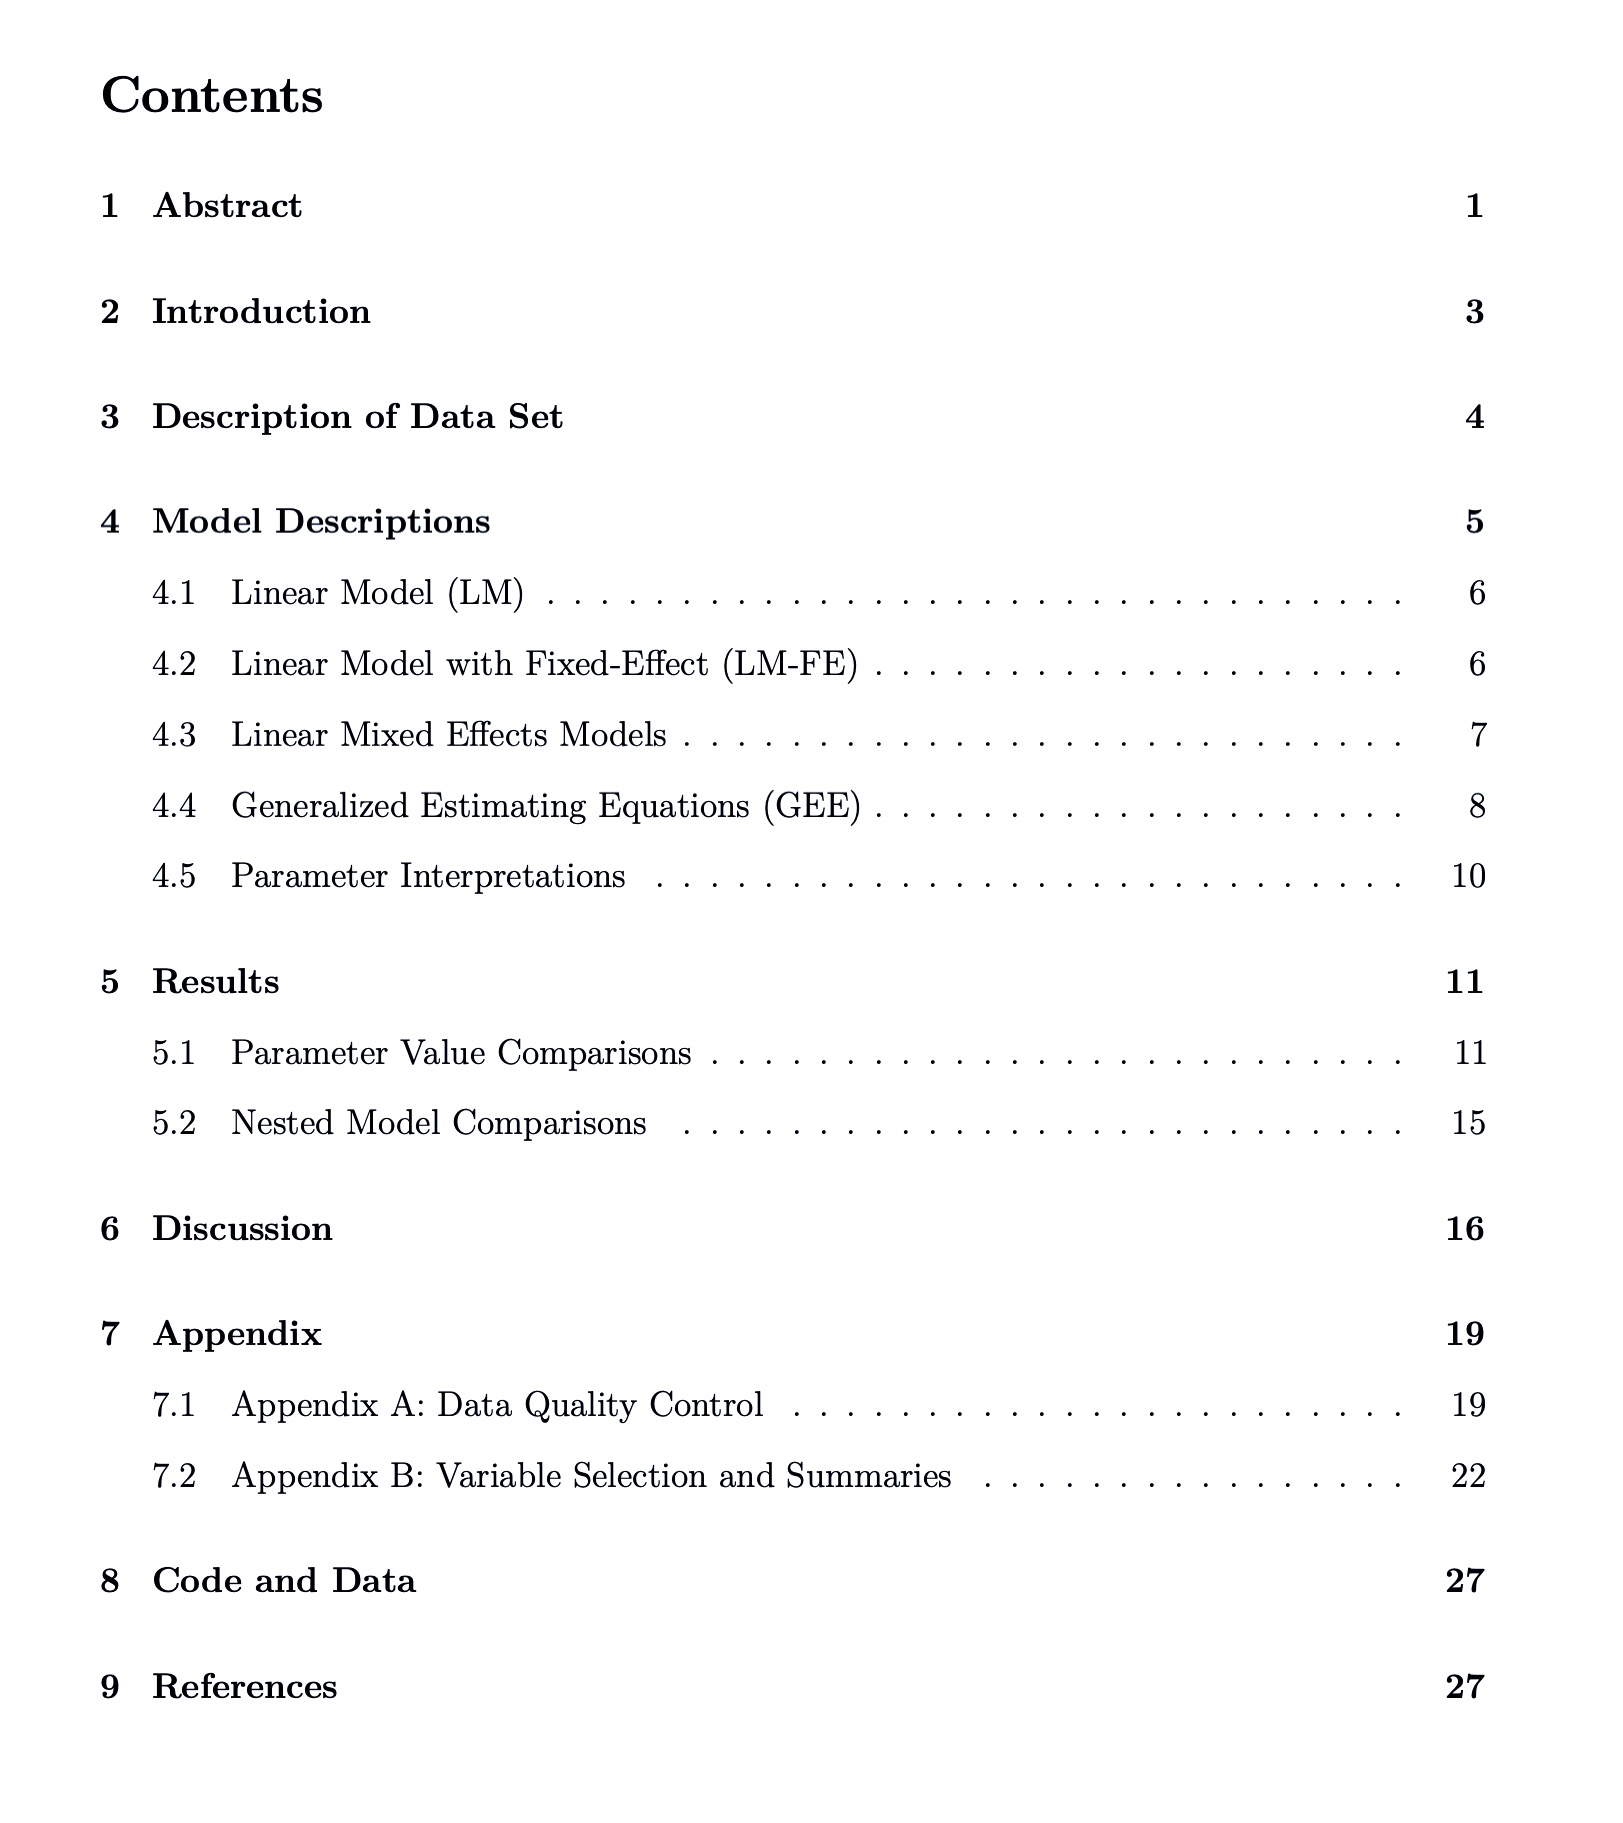 Contents
1 Abstract 1
2 Introduction 3
3 Description of Data Set 4
4 Model Descriptions 5
4.1 Linear Model (LM) . . . . . . . . . . . . . . . . . . . . . . . . . . . . . . . . 6
4.2 Linear Model with Fixed-Effect (LM-FE) . . . . . . . . . . . . . . . . . . . . 6
4.3 Linear Mixed Effects Models . . . . . . . . . . . . . . . . . . . . . . . . . . . 7
4.4 Generalized Estimating Equations (GEE) . . . . . . . . . . . . . . . . . . . . 8
4.5 Parameter Interpretations . . . . . . . . . . . . . . . . . . . . . . . . . . . . 10
5 Results 11
5.1 Parameter Value Comparisons . . . . . . . . . . . . . . . . . . . . . . . . . . 11
5.2 Nested Model Comparisons . . . . . . . . . . . . . . . . . . . . . . . . . . . 15
6 Discussion 16
7 Appendix 19
7.1 Appendix A: Data Quality Control . . . . . . . . . . . . . . . . . . . . . . . 19
7.2 Appendix B: Variable Selection and Summaries . . . . . . . . . . . . . . . . 22
8 Code and Data 27
9 References 27